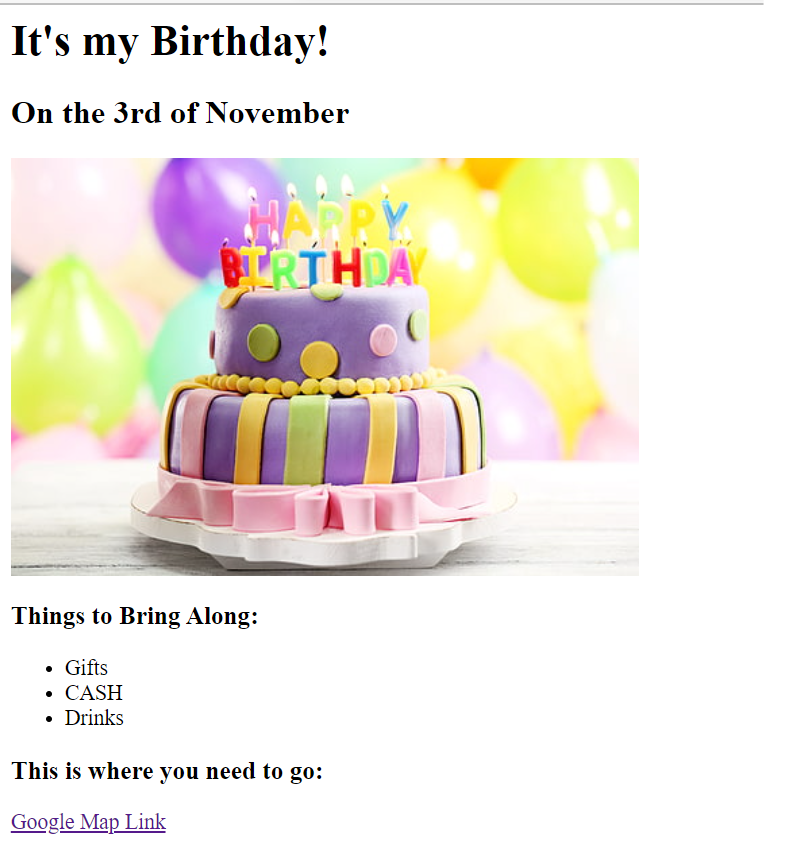 It's my Birthday!
On the 3rd of November
HAPPY
BIRTHDAY
Things to Bring Along:
Gifts
CASH
Drinks
This is where you need to go:
Google Map Link